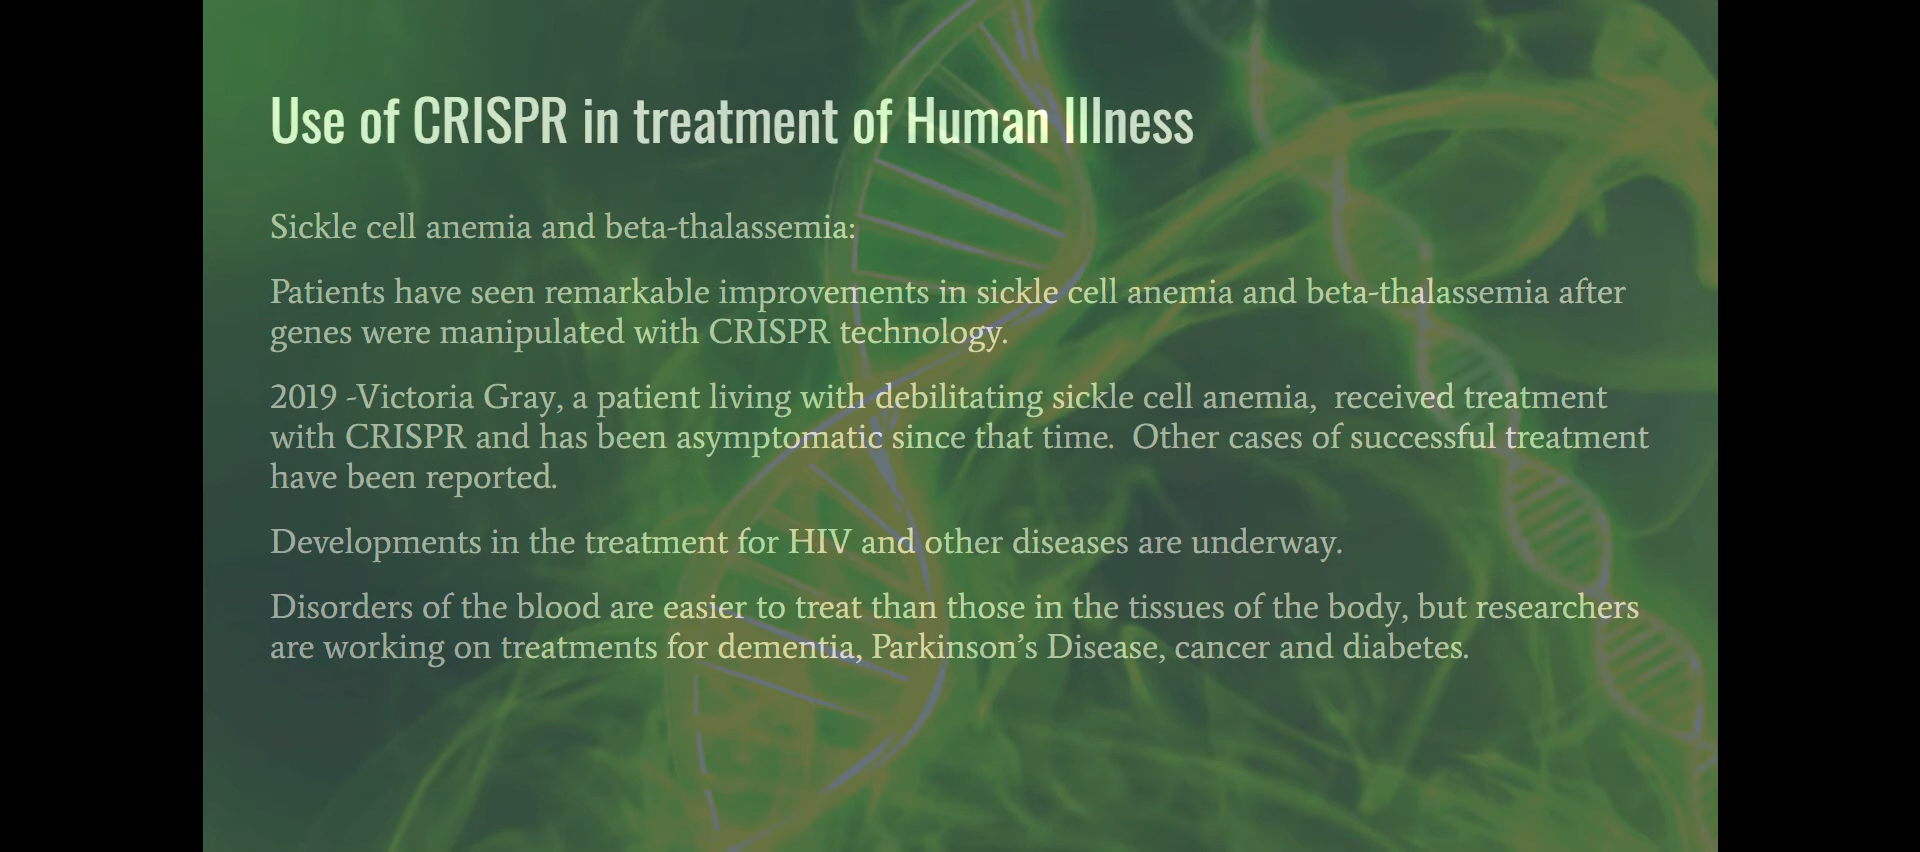 Use of CRISPR in treatment of Human Illness
Sickle cell anemia and beta-thalassemia:
Patients have seen remarkable improvements in sickle cell anemia and beta-thalassemia after
genes were manipulated with CRISPR technology.
2019 -Victoria Gray, a patient living with debilitating sickle cell anemia,  received treatment
with CRISPR and has been asymptomatic since that time.  Other cases of successful treatment
have been reported.
Developments in the treatment for HIV and other diseases are underway.
Disorders of the blood are easier to treat than those in the tissues of the body, but researchers
are working on treatments for dementia, Parkinson’s Disease, cancer and diabetes.